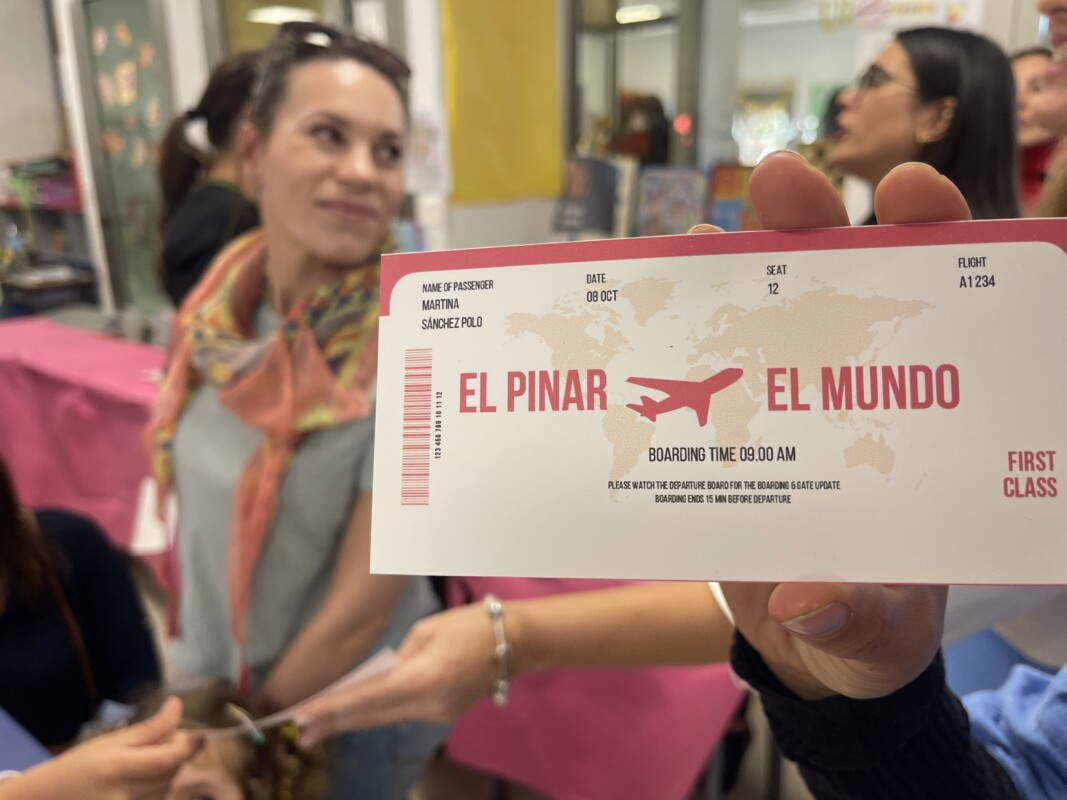 NAME OF PASSENGER
MARTINA
SÁNCHEZ POLO
DATE
08 OCT
SEAT
12
FLIGHT
A1 234
123 456 789 10 11 12
EL PINAR
EL MUNDO
BOARDING TIME 09.00 AM
PLEASE WATCH THE DEPARTURE BOARD FOR THE BOARDING & GATE UPDATE
BOARDING ENDS 15 MIN BEFORE DEPARTURE
FIRST
CLASS